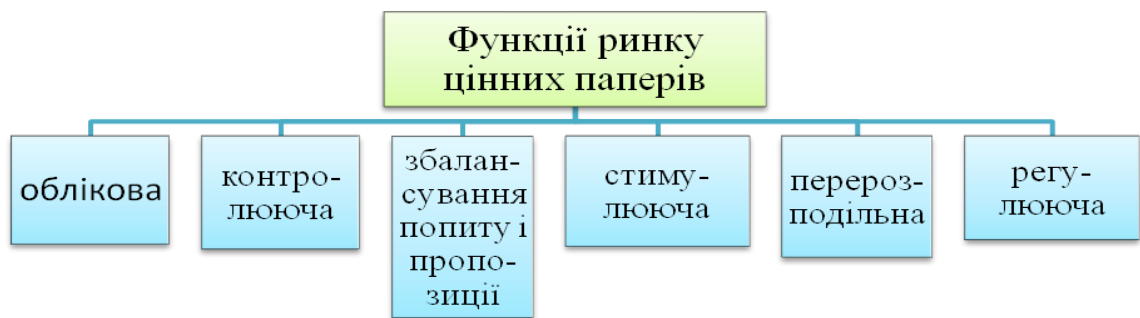 Функції ринку
цінних паперів
облікова
контро-
лююча
збалан-
сування
попиту і
пропо-
зиції
стиму-
лююча
перероз-
подільна
регу-
лююча